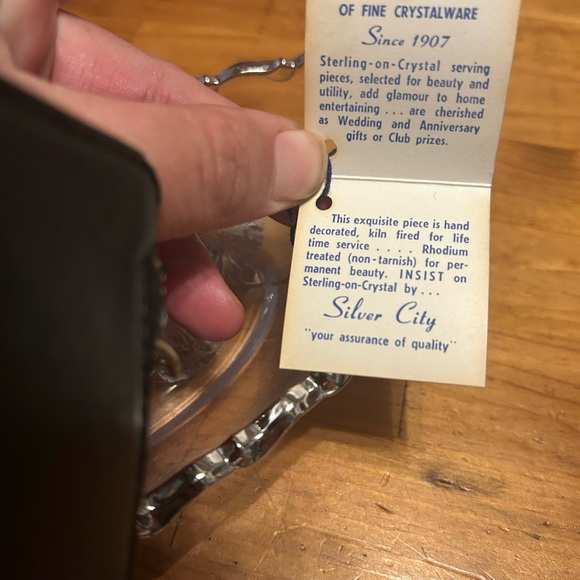 OF FINE CRYSTALWARE
Since 1907
Sterling-on-Crystal serving
pieces, selected for beauty and
utility, add glamour to home
entertaining ... are cherished
as Wedding and Anniversary
gifts or Club prizes.
This exquisite piece is hand
decorated, kiln fired for life
time service . . . . Rhodium
treated (non-tarnish) for per-
manent beauty. INSIST on
Sterling-on-Crystal by ...
Silver City
"your assurance of quality"